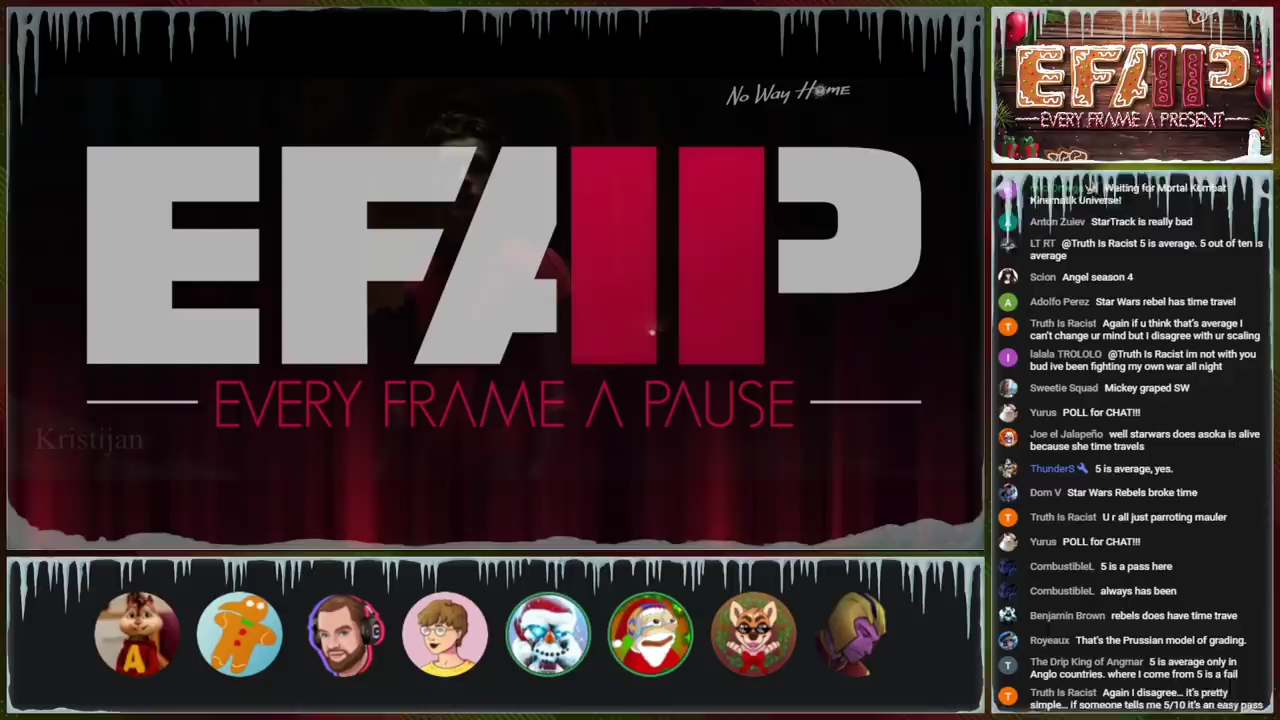 No Way Home
EFAP
EVERY FRAME A PAUSE
Kristijan
EFAP
EVERY FRAME A PRESENT
Waiting for Mortal Kombat
Kinematik Universe!
Anton Zuiev StarTrack is really bad
LT RT @Truth Is Racist 5 is average. 5 out of ten is
average
Scion Angel season 4
Adolfo Perez Star Wars rebel has time travel
Truth Is Racist Again if u think that's average I
can't change ur mind but I disagree with ur scaling
lalala TROLOLO @Truth Is Racist im not with you
bud ive been fighting my own war all night
Sweetie Squad Mickey graped SW
Yurus POLL for CHAT!!!
Joe el Jalapeño well starwars does asoka is alive
because she time travels
ThunderS 5 is average, yes.
Dom V Star Wars Rebels broke time
Truth Is Racist U r all just parroting mauler
Yurus POLL for CHAT!!!
CombustibleL 5 is a pass here
CombustibleL always has been
Benjamin Brown rebels does have time trave
Royeaux That's the Prussian model of grading.
The Drip King of Angmar 5 is average only in
Anglo countries. where I come from 5 is a fail
Truth Is Racist Again I disagree... it's pretty
simple... if someone tells me 5/10 it's an easy pass